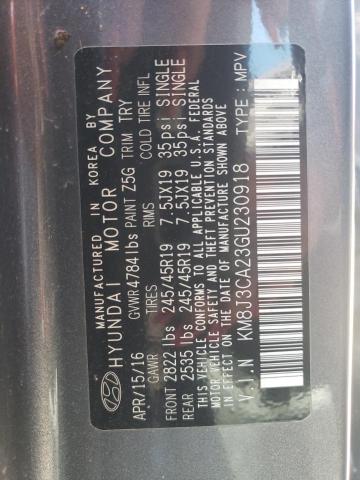 MANUFACTURED IN KOREA BY
HYUNDAI MOTOR COMPANY
GVWR 4784 lbs PAINT Z5G TRIM TRY
APR/15/16 TIRES RIMS COLD TIRE INFL
GAWR
FRONT 2822 lbs 245/45R19 7.5JX19 35psi SINGLE
REAR 2535 lbs 245/45R19 7.5JX19 35psi SINGLE
THIS VEHICLE CONFORMS TO ALL APPLICABLE U.S.A. FEDERAL
MOTOR VEHICLE SAFETY, BUMPER, AND THEFT PREVENTION STANDARDS
IN EFFECT ON THE DATE OF MANUFACTURE SHOWN ABOVE
V.I.N KM8J3CA23GU230918 TYPE : MPV